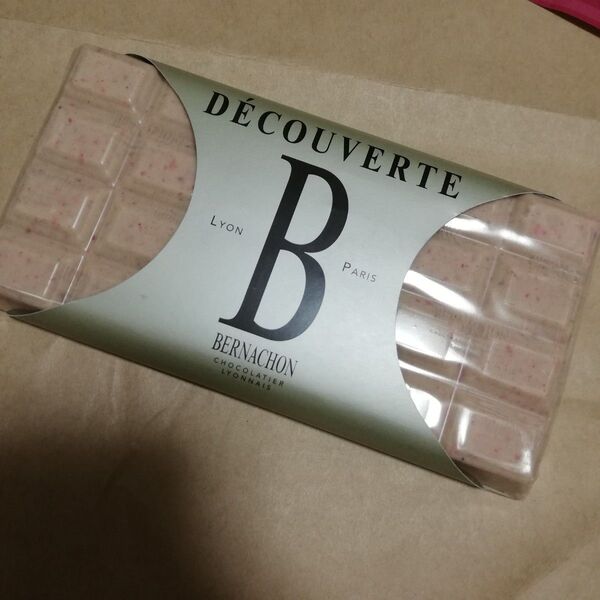 DÉCOUVERTE
LYON
B
PARIS
BERNACHON
CHOCOLATIER
LYONNAIS